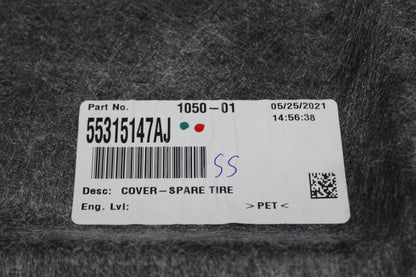 Part No. 1050-01 05/25/2021
55315147AJ 14:56:38
SS
Desc: COVER-SPARE TIRE
Eng. Lvl: >PET<